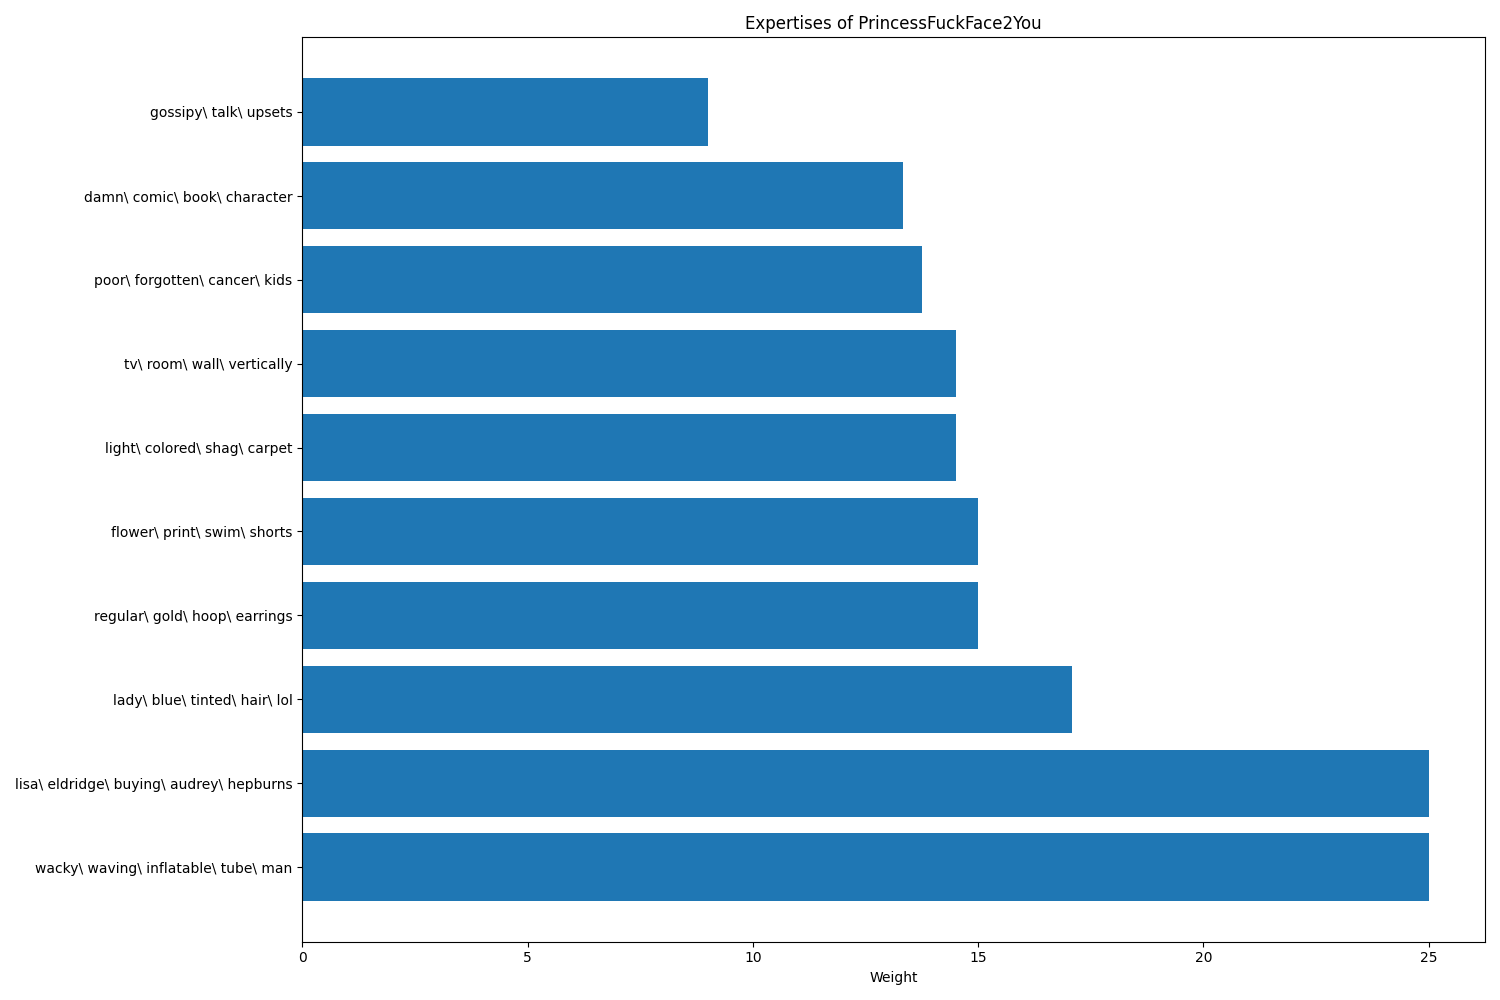 Expertises of PrincessFuckFace2You
gossipy\ talk\ upsets
damn\ comic\ book\ character
poor\ forgotten\ cancer\ kids
tv\ room\ wall\ vertically
light\ colored\ shag\ carpet
flower\ print\ swim\ shorts
regular\ gold\ hoop\ earrings
lady\ blue\ tinted\ hair\ lol
lisa\ eldridge\ buying\ audrey\ hepburns
wacky\ waving\ inflatable\ tube\ man
0 5 10 15 20 25
Weight